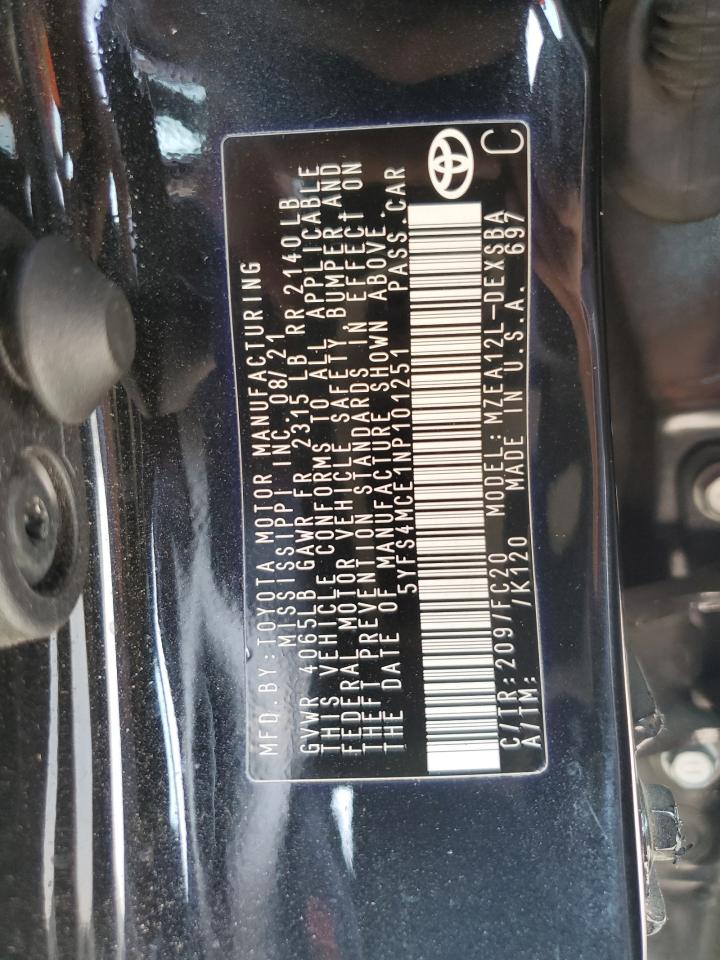 MFD.BY:TOYOTA MOTOR MANUFACTURING
MISSISSIPPI INC.08/21
GVWR 4065LB GAWR FR 2315 LB RR 2140LB
THIS VEHICLE CONFORMS TO ALL APPLICABLE
FEDERAL MOTOR VEHICLE SAFETY, BUMPER AND
THEFT PREVENTION STANDARDS IN EFFECT ON
THE DATE OF MANUFACTURE SHOWN ABOVE.
5YFS4MCE1NP101251 PASS.CAR
C/TR:209/FC20 MODEL:MZEA12L-DEXSBA
A/TM: /K120 MADE IN U.S.A. 697
C